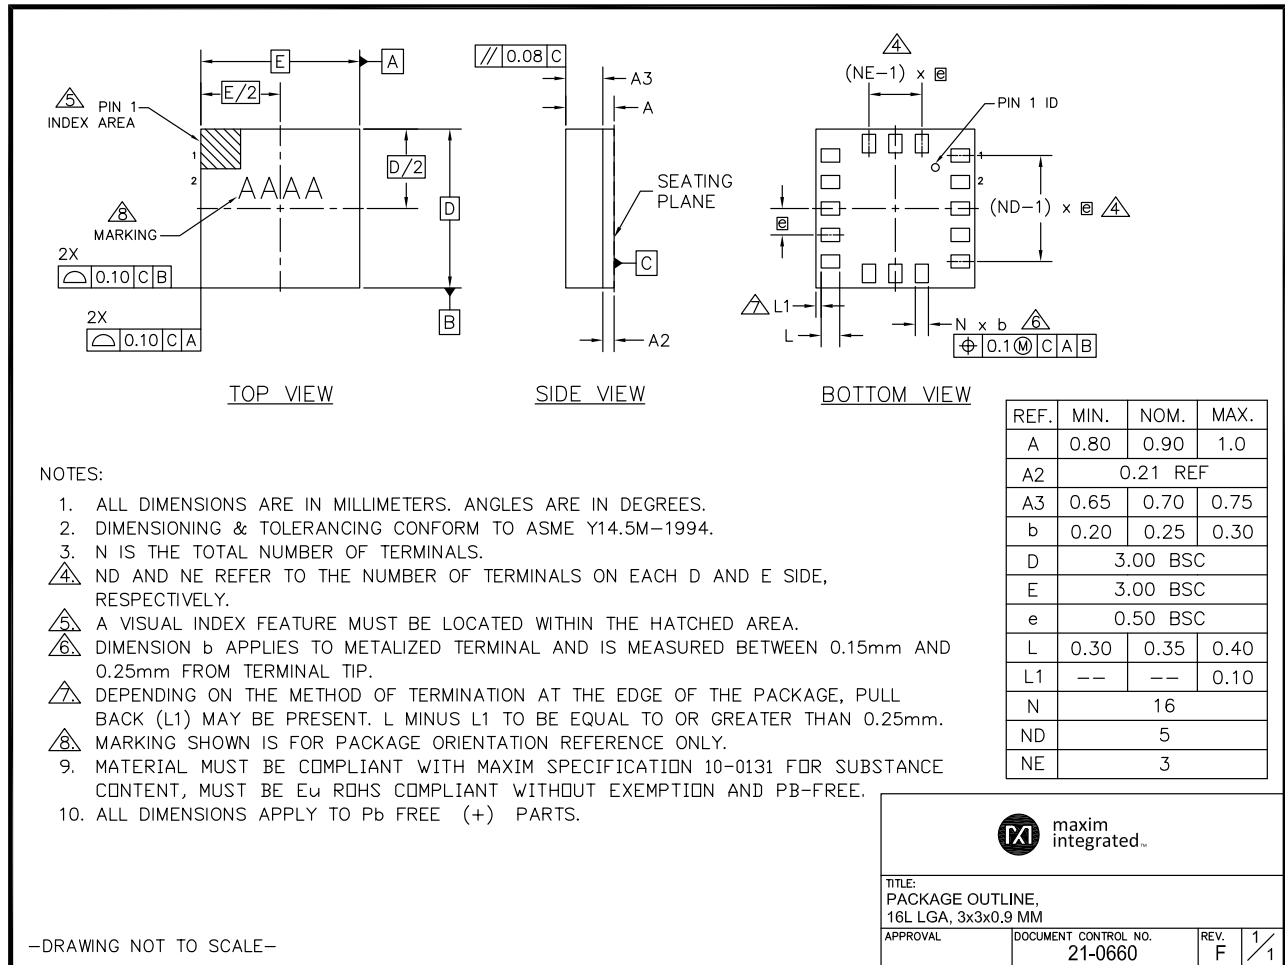 E
A
E/2
5
PIN 1
INDEX AREA
1
2
D/2
AAAA
D
8
MARKING
2X
0.10 C B
2X
0.10 C A
B
TOP VIEW
// 0.08 C
A3
A
SEATING
PLANE
C
A2
SIDE VIEW
4
(NE-1) x e
PIN 1 ID
1
2
(ND-1) x e 4
e
7 L1
L
N x b 6
⌖ 0.1 Ⓜ C A B
BOTTOM VIEW
REF. MIN. NOM. MAX.
A 0.80 0.90 1.0
A2 0.21 REF
A3 0.65 0.70 0.75
b 0.20 0.25 0.30
D 3.00 BSC
E 3.00 BSC
e 0.50 BSC
L 0.30 0.35 0.40
L1 -- -- 0.10
N 16
ND 5
NE 3
NOTES:
1. ALL DIMENSIONS ARE IN MILLIMETERS. ANGLES ARE IN DEGREES.
2. DIMENSIONING & TOLERANCING CONFORM TO ASME Y14.5M-1994.
3. N IS THE TOTAL NUMBER OF TERMINALS.
4. ND AND NE REFER TO THE NUMBER OF TERMINALS ON EACH D AND E SIDE,
RESPECTIVELY.
5. A VISUAL INDEX FEATURE MUST BE LOCATED WITHIN THE HATCHED AREA.
6. DIMENSION b APPLIES TO METALIZED TERMINAL AND IS MEASURED BETWEEN 0.15mm AND
0.25mm FROM TERMINAL TIP.
7. DEPENDING ON THE METHOD OF TERMINATION AT THE EDGE OF THE PACKAGE, PULL
BACK (L1) MAY BE PRESENT. L MINUS L1 TO BE EQUAL TO OR GREATER THAN 0.25mm.
8. MARKING SHOWN IS FOR PACKAGE ORIENTATION REFERENCE ONLY.
9. MATERIAL MUST BE COMPLIANT WITH MAXIM SPECIFICATION 10-0131 FOR SUBSTANCE
CONTENT, MUST BE Eu ROHS COMPLIANT WITHOUT EXEMPTION AND PB-FREE.
10. ALL DIMENSIONS APPLY TO Pb FREE (+) PARTS.
-DRAWING NOT TO SCALE-
maxim
integrated™
TITLE:
PACKAGE OUTLINE,
16L LGA, 3x3x0.9 MM
APPROVAL
DOCUMENT CONTROL NO.
21-0660
REV.
F
1/1